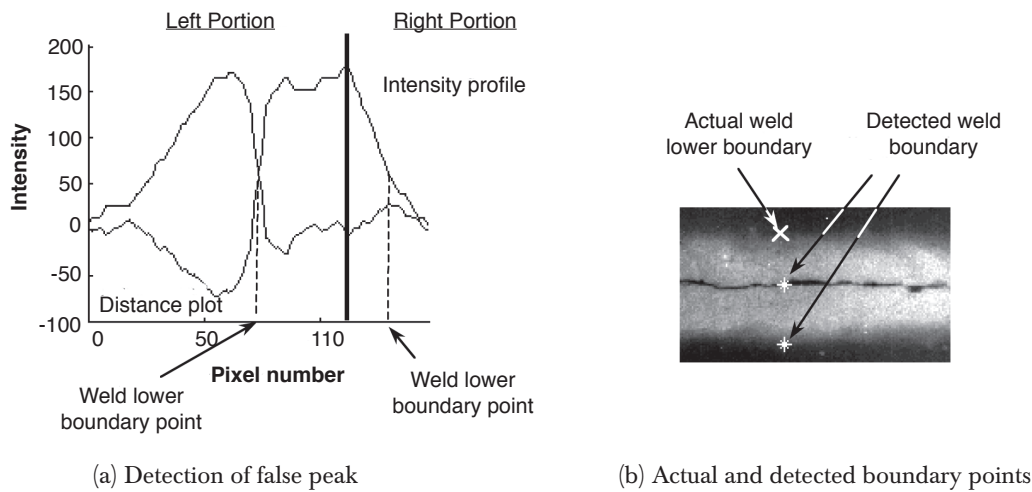 Left Portion
Right Portion
200
150
100
50
0
-50
-100
Intensity
Intensity profile
Distance plot
0
50
110
Pixel number
Weld lower
boundary point
Weld lower
boundary point
(a) Detection of false peak
Actual weld
lower boundary
Detected weld
boundary
(b) Actual and detected boundary points